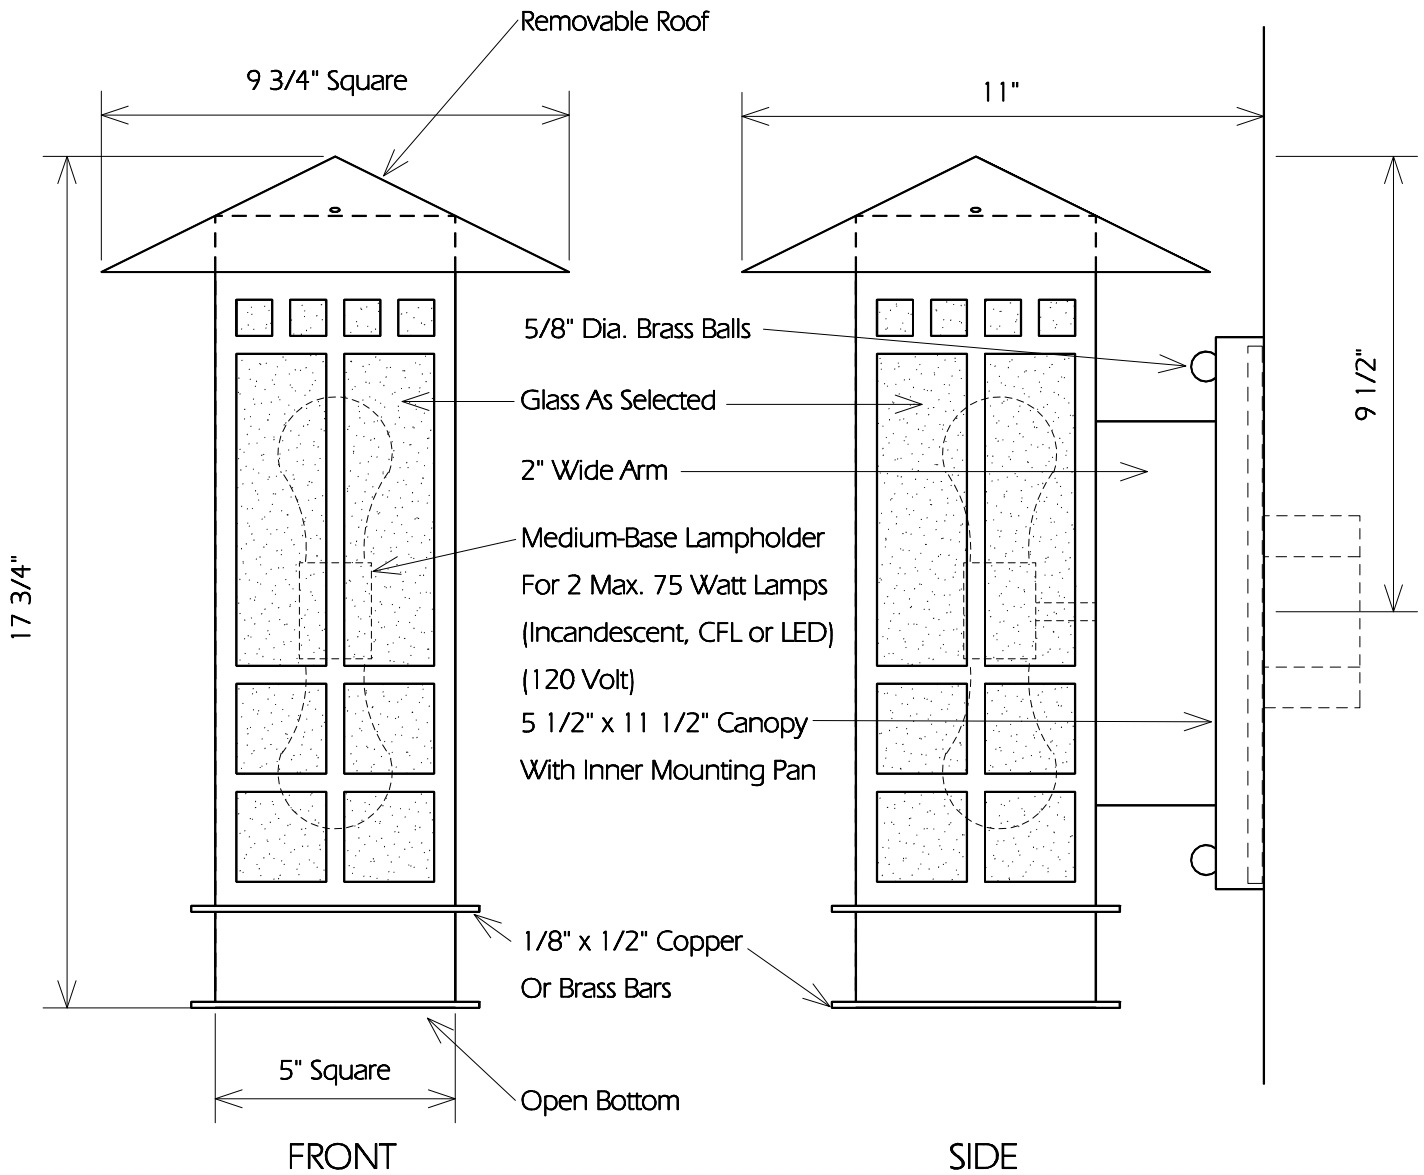 Removable Roof
9 3/4" Square
11"
5/8" Dia. Brass Balls
9 1/2"
Glass As Selected
2" Wide Arm
Medium-Base Lampholder
For 2 Max. 75 Watt Lamps
(Incandescent, CFL or LED)
(120 Volt)
17 3/4"
5 1/2" x 11 1/2" Canopy
With Inner Mounting Pan
1/8" x 1/2" Copper
Or Brass Bars
5" Square
Open Bottom
FRONT
SIDE